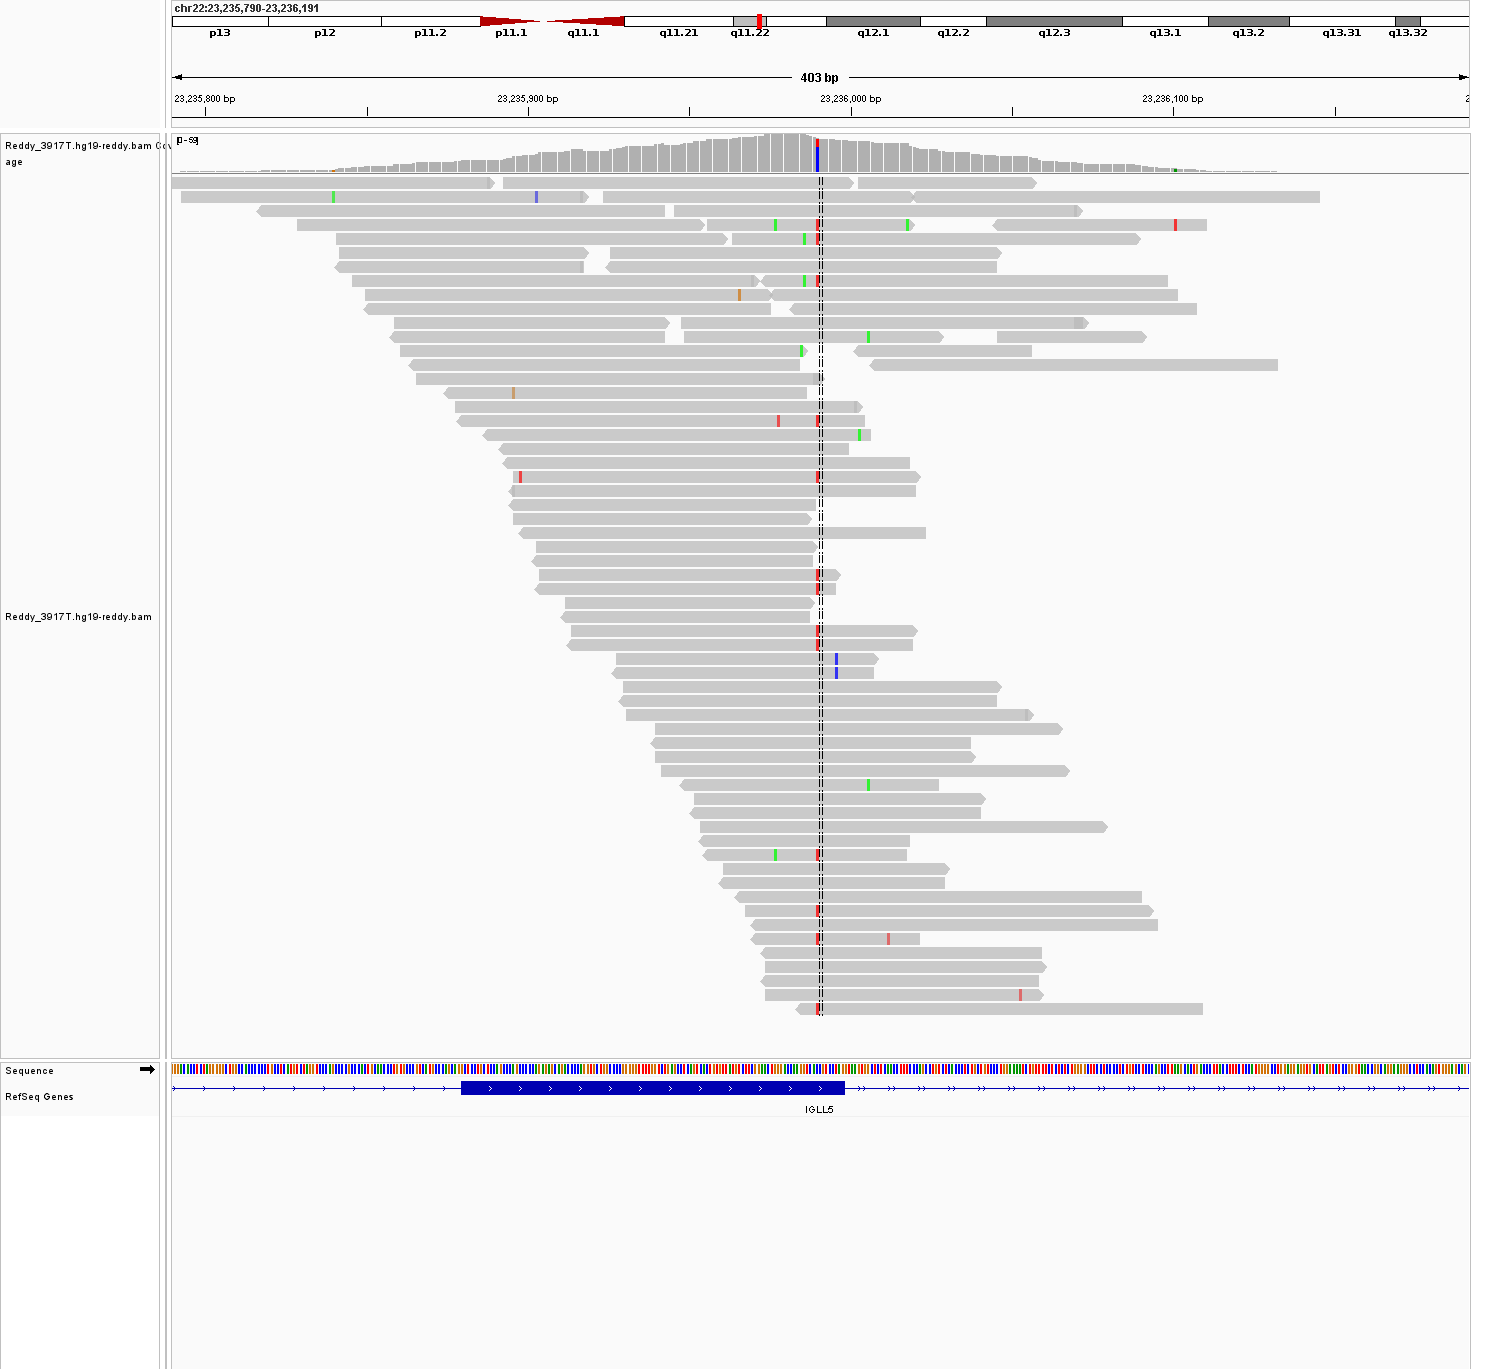 chr22:23,235,790-23,236,191
p13 p12 p11.2 p11.1 q11.1 q11.21 q11.22 q12.1 q12.2 q12.3 q13.1 q13.2 q13.31 q13.32
403 bp
23,235,800 bp 23,235,900 bp 23,236,000 bp 23,236,100 bp 2
[0-59]
Reddy_3917T.hg19-reddy.bam Cov
age
Reddy_3917T.hg19-reddy.bam
Sequence
RefSeq Genes
IGLL5